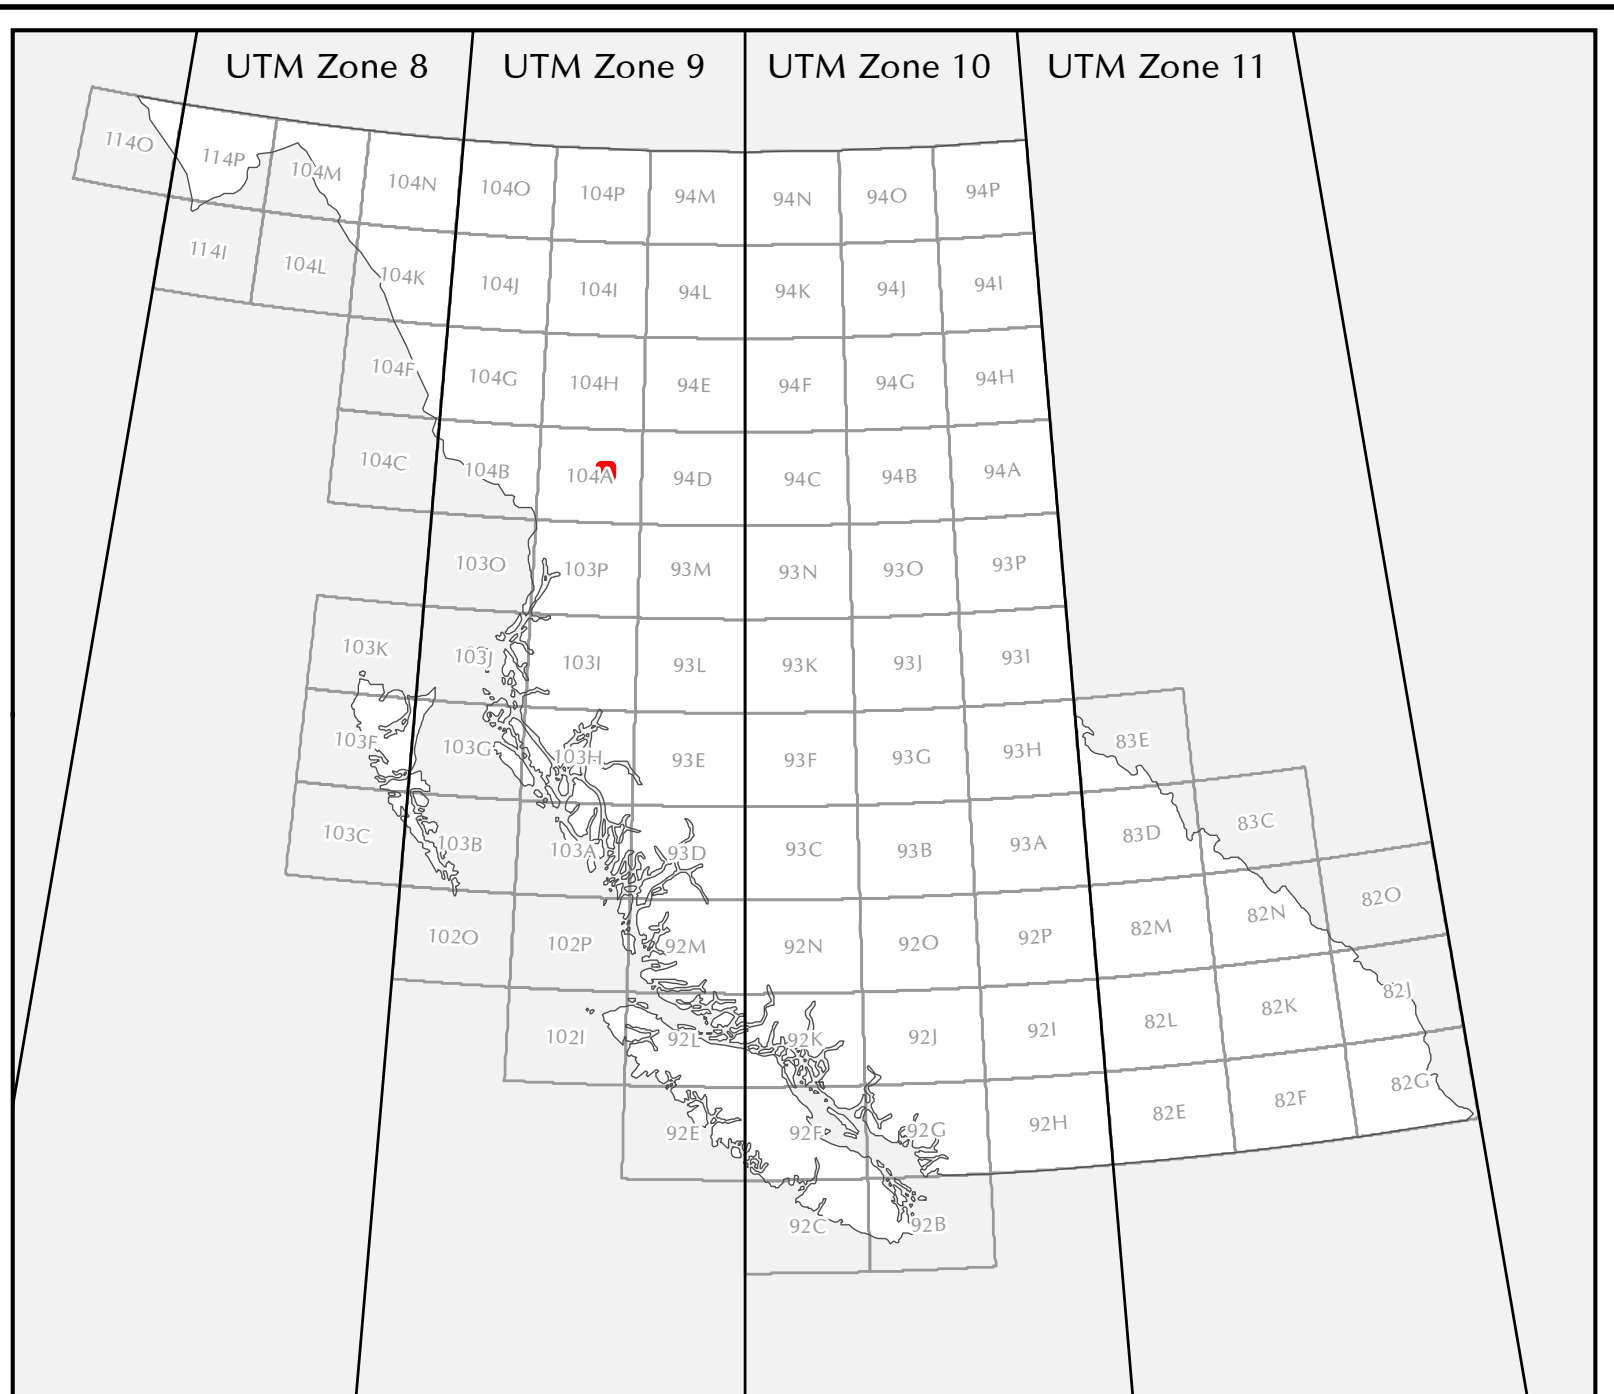 UTM Zone 8 UTM Zone 9 UTM Zone 10 UTM Zone 11
114O 114P 104M 104N 104O 104P 94M 94N 94O 94P
114I 104L 104K 104J 104I 94L 94K 94J 94I
104F 104G 104H 94E 94F 94G 94H
104C 104B 104A 94D 94C 94B 94A
103O 103P 93M 93N 93O 93P
103K 103J 103I 93L 93K 93J 93I
103F 103G 103H 93E 93F 93G 93H 83E
103C 103B 103A 93D 93C 93B 93A 83D 83C
102O 102P 92M 92N 92O 92P 82M 82N 82O
102I 92L 92K 92J 92I 82L 82K 82J
92E 92F 92G 92H 82E 82F 82G
92C 92B